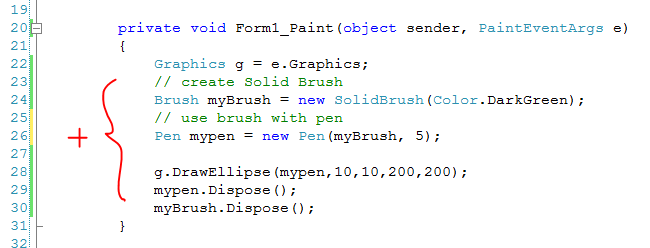 19
20 private void Form1_Paint(object sender, PaintEventArgs e)
21 {
22 Graphics g = e.Graphics;
23 // create Solid Brush
24 Brush myBrush = new SolidBrush(Color.DarkGreen);
25 // use brush with pen
26 Pen mypen = new Pen(myBrush, 5);
27
28 g.DrawEllipse(mypen,10,10,200,200);
29 mypen.Dispose();
30 myBrush.Dispose();
31 }
32